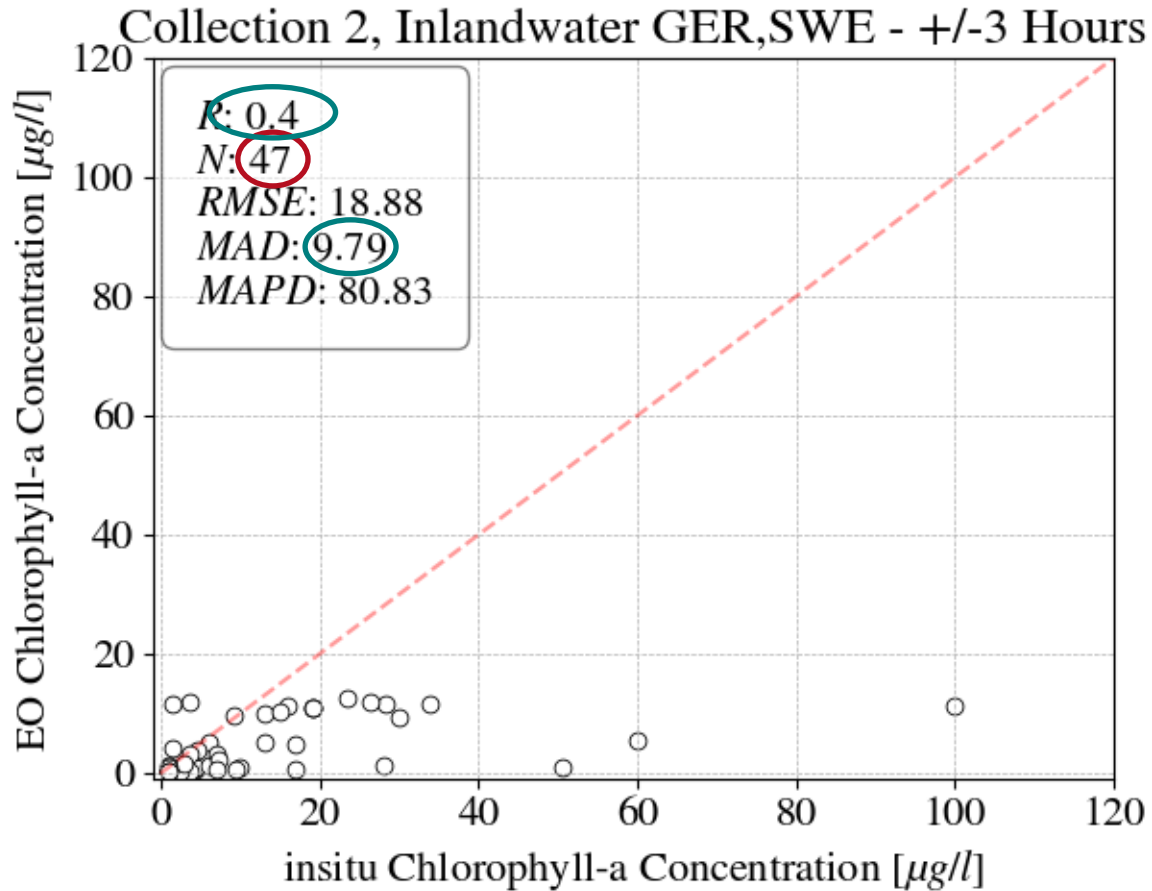 Collection 2, Inlandwater GER,SWE - +/-3 Hours
R: 0.4
N: 47
RMSE: 18.88
MAD: 9.79
MAPD: 80.83
EO Chlorophyll-a Concentration [μg/l]
120
100
80
60
40
20
0
0 20 40 60 80 100 120
insitu Chlorophyll-a Concentration [μg/l]